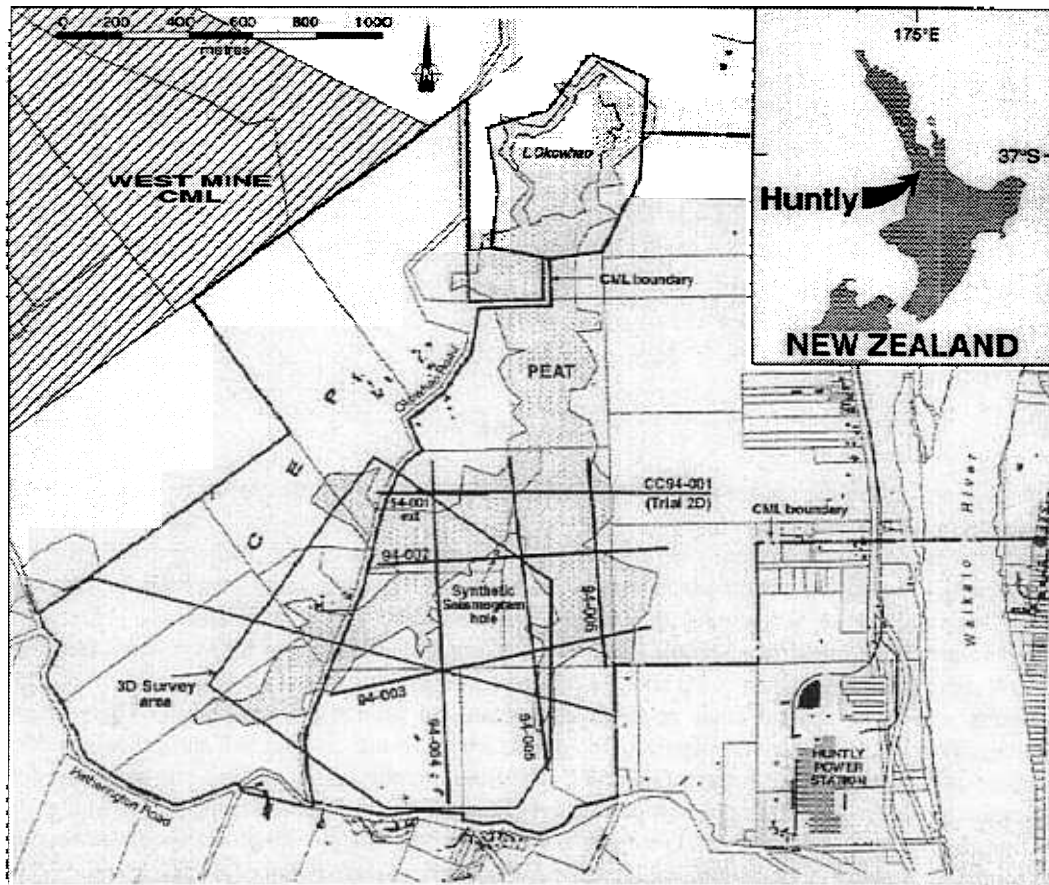 0 200 400 600 800 1000
metres
N
175°E
37°S
Huntly
NEW ZEALAND
WEST MINE
CML
CML boundary
PEAT
CC94-001
(Trial 2D)
CML boundary
94-002
Synthetic
Seismogram
hole
94-006
Waikato River
3D Survey
area
94-003
94-004
94-005
HUNTLY
POWER
STATION
Hetherington Road